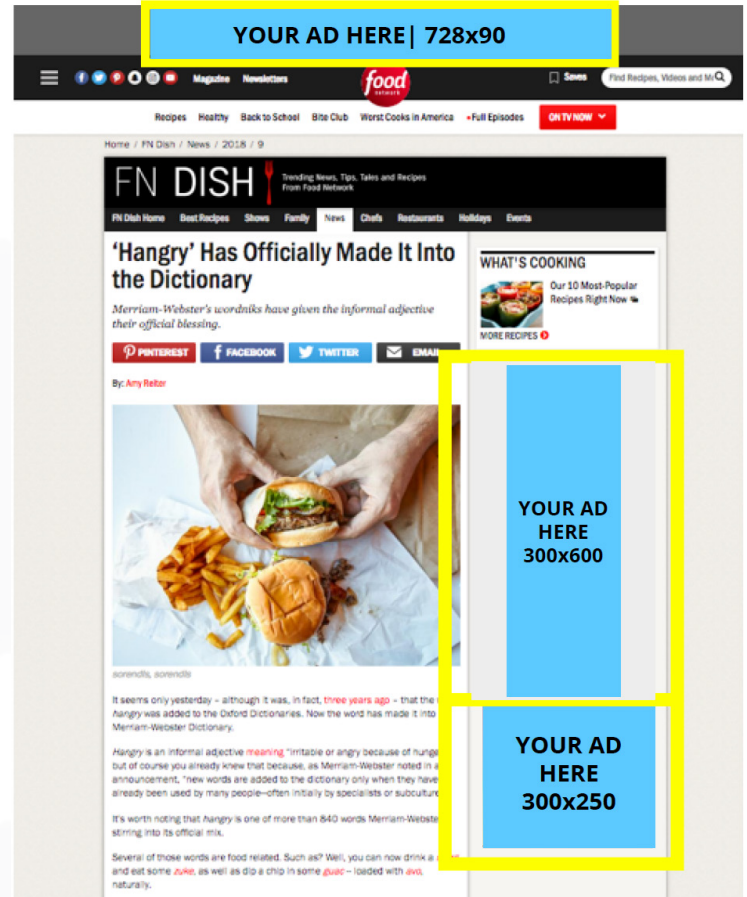 YOUR AD HERE| 728x90
Magazine Newsletters
food
network
Saves
Find Recipes, Videos and Mo
Recipes Healthy Back to School Bite Club Worst Cooks in America •Full Episodes ON TV NOW
Home / FN Dish / News / 2018 / 9
FN DISH
Trending News, Tips, Tales and Recipes
From Food Network
FN Dish Home Best Recipes Shows Family News Chefs Restaurants Holidays Events
'Hangry' Has Officially Made It Into
the Dictionary
Merriam-Webster's wordniks have given the informal adjective
their official blessing.
PINTEREST FACEBOOK TWITTER EMAIL
By: Amy Reiter
WHAT'S COOKING
Our 10 Most-Popular
Recipes Right Now
MORE RECIPES
YOUR AD
HERE
300x600
YOUR AD
HERE
300x250
sorendls, sorendls
It seems only yesterday – although it was, in fact, three years ago – that the
hangry was added to the Oxford Dictionaries. Now the word has made it into
Merriam-Webster Dictionary.
Hangry is an informal adjective meaning "irritable or angry because of hunge
but of course you already knew that because, as Merriam-Webster noted in a
announcement, "new words are added to the dictionary only when they have
already been used by many people—often initially by specialists or subculture
It's worth noting that hangry is one of more than 840 words Merriam-Webste
stirring into its official mix.
Several of those words are food related. Such as? Well, you can now drink a
and eat some zuke, as well as dip a chip in some guac – loaded with avo,
naturally.